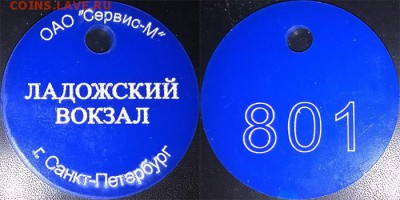 COINS.LAVE.RU
ОАО "Сервис-М"
ЛАДОЖСКИЙ
ВОКЗАЛ
г. Санкт-Петербург
801